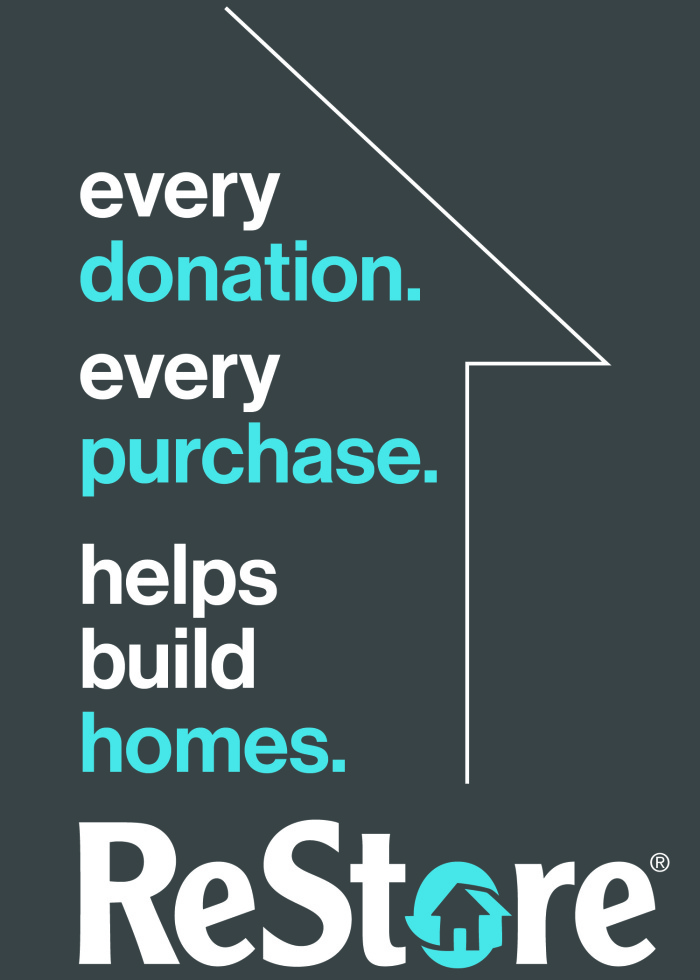 every
donation.
every
purchase.
helps
build
homes.
ReStore®